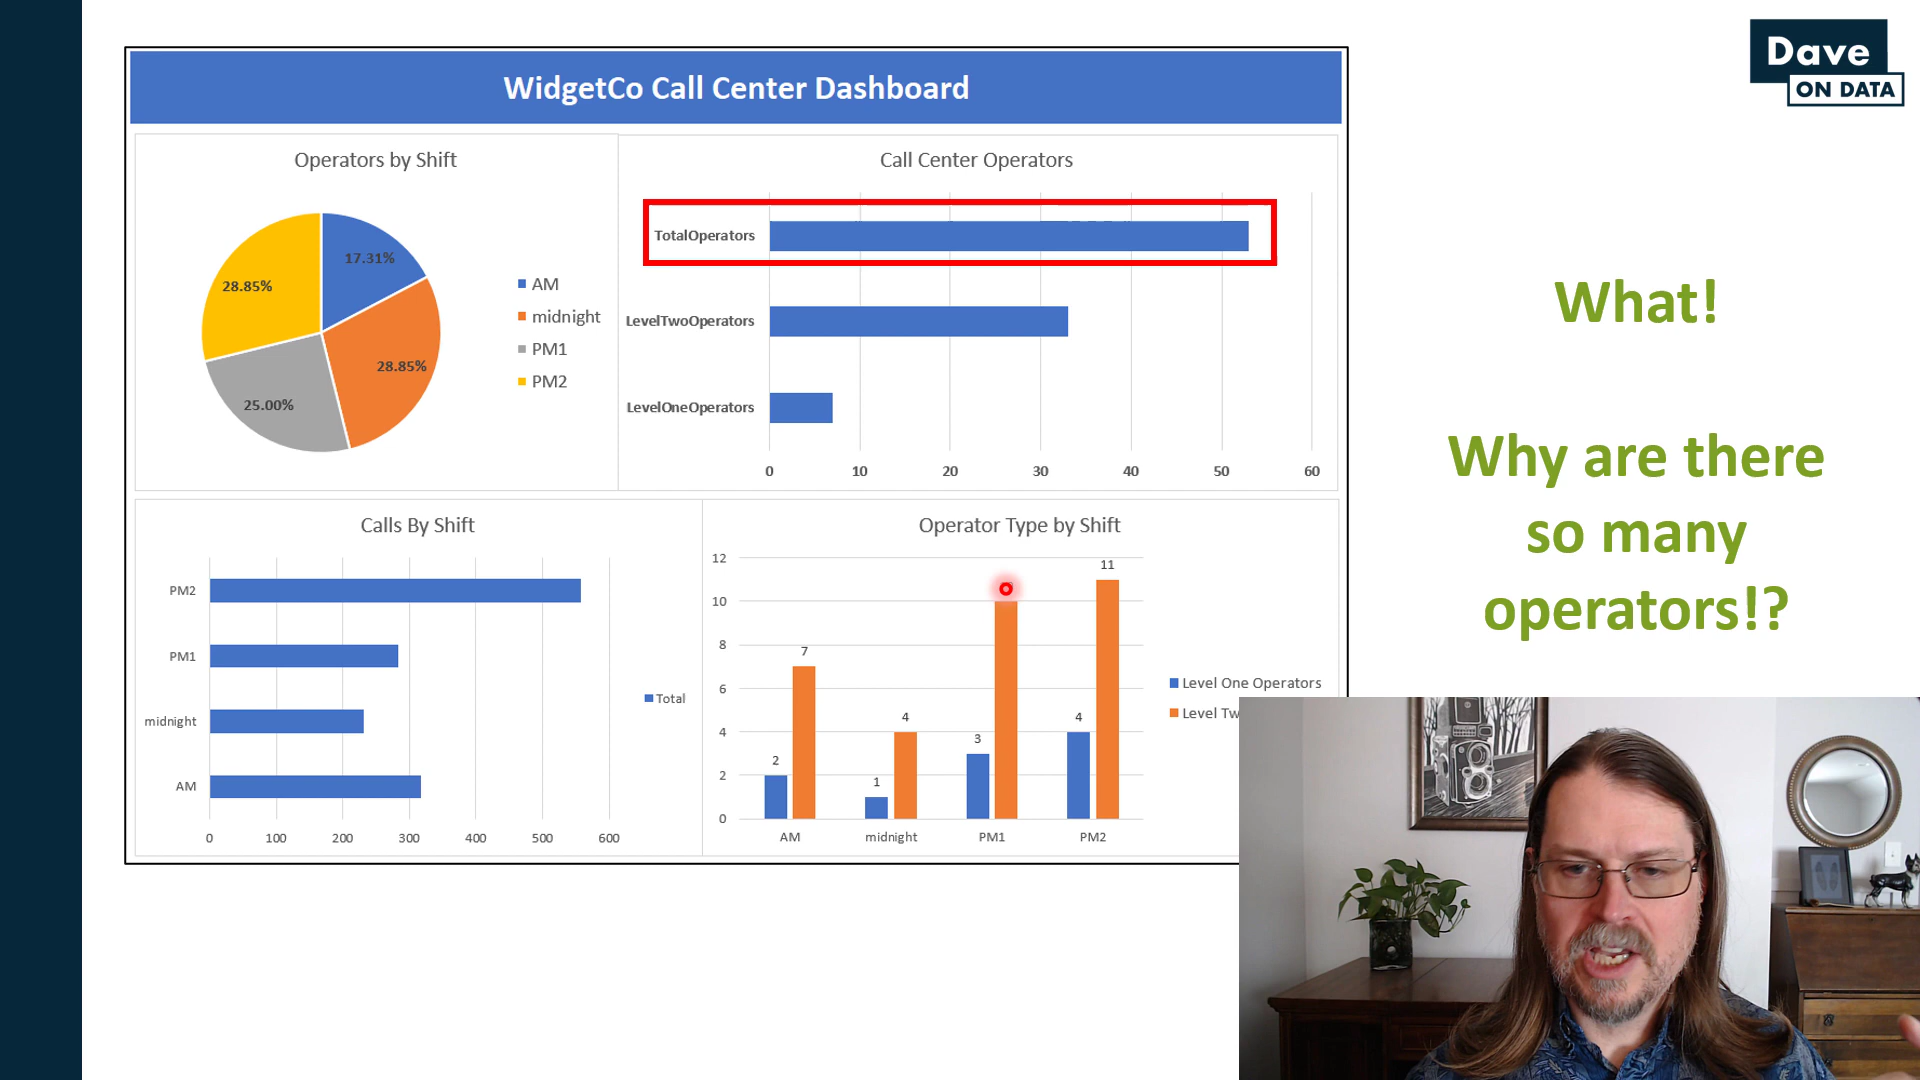 Dave
ON DATA
WidgetCo Call Center Dashboard
Operators by Shift
17.31%
28.85%
28.85%
25.00%
AM
midnight
PM1
PM2
Call Center Operators
TotalOperators
LevelTwoOperators
LevelOneOperators
0 10 20 30 40 50 60
What!
Why are there
so many
operators!?
Calls By Shift
PM2
PM1
midnight
AM
0 100 200 300 400 500 600
Total
Operator Type by Shift
12
10
8
6
4
2
0
2
7
1
4
3
4
11
AM midnight PM1 PM2
Level One Operators
Level